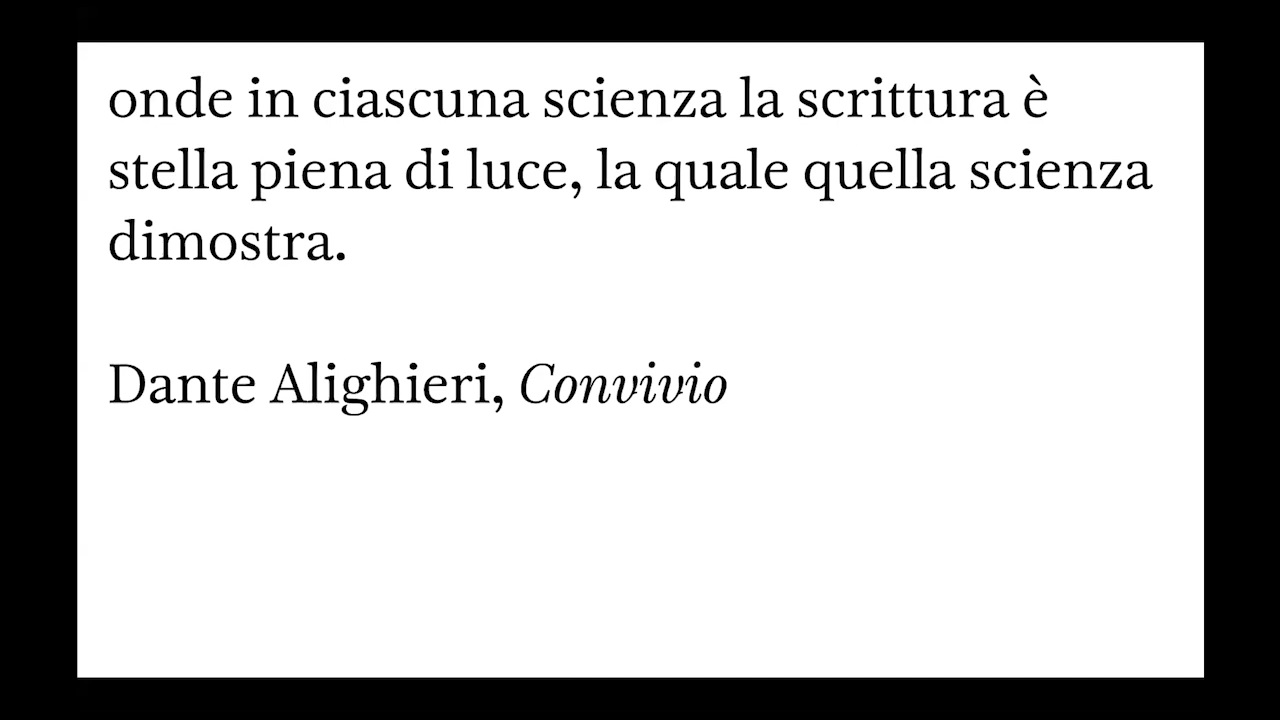 onde in ciascuna scienza la scrittura è
stella piena di luce, la quale quella scienza
dimostra.
Dante Alighieri, Convivio